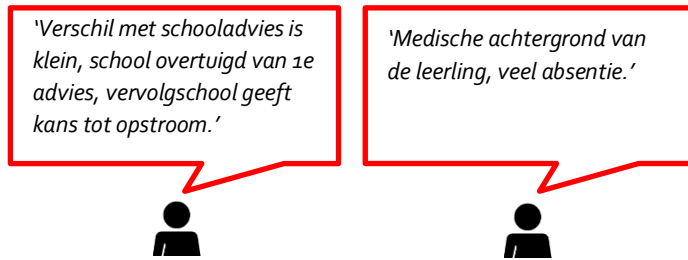 ‘Verschil met schooladvies is
klein, school overtuigd van 1e
advies, vervolgschool geeft
kans tot opstroom.’
‘Medische achtergrond van
de leerling, veel absentie.’